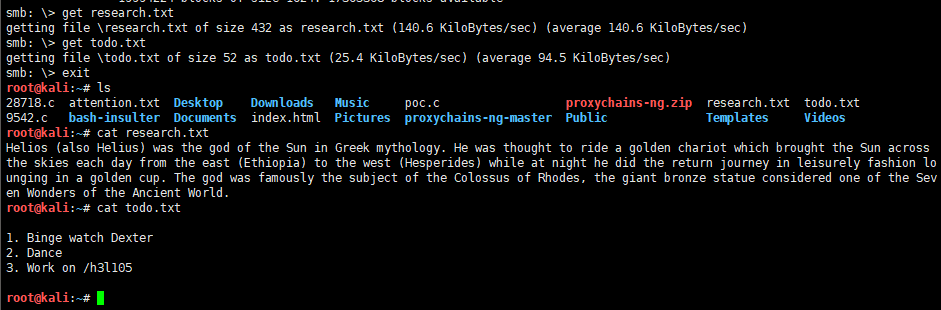 smb: \> get research.txt
getting file \research.txt of size 432 as research.txt (140.6 KiloBytes/sec) (average 140.6 KiloBytes/sec)
smb: \> get todo.txt
getting file \todo.txt of size 52 as todo.txt (25.4 KiloBytes/sec) (average 94.5 KiloBytes/sec)
smb: \> exit
root@kali:~# ls
28718.c  attention.txt  Desktop    Downloads   Music     poc.c                 proxychains-ng.zip  research.txt  todo.txt
9542.c   bash-insulter  Documents  index.html  Pictures  proxychains-ng-master  Public              Templates     Videos
root@kali:~# cat research.txt
Helios (also Helius) was the god of the Sun in Greek mythology. He was thought to ride a golden chariot which brought the Sun across
the skies each day from the east (Ethiopia) to the west (Hesperides) while at night he did the return journey in leisurely fashion lo
unging in a golden cup. The god was famously the subject of the Colossus of Rhodes, the giant bronze statue considered one of the Sev
en Wonders of the Ancient World.
root@kali:~# cat todo.txt
1. Binge watch Dexter
2. Dance
3. Work on /h3l105
root@kali:~#